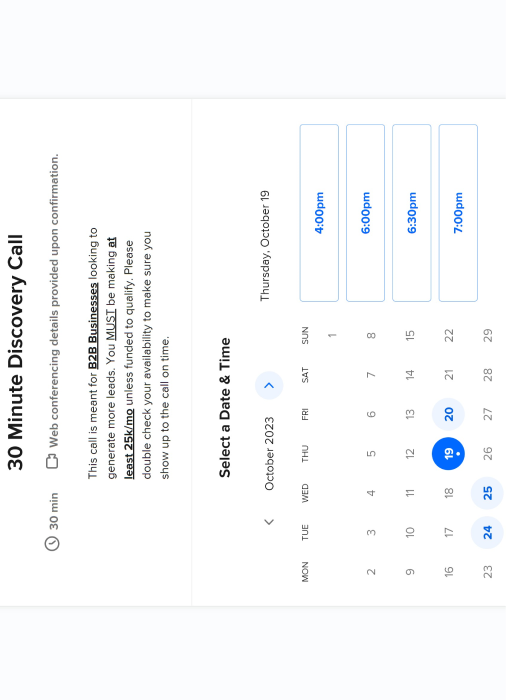 30 Minute Discovery Call
30 min
Web conferencing details provided upon confirmation.
This call is meant for B2B Businesses looking to
generate more leads. You MUST be making at
least 25k/mo unless funded to qualify. Please
double check your availability to make sure you
show up to the call on time.
Select a Date & Time
October 2023
MON TUE WED THU FRI SAT SUN
1
2 3 4 5 6 7 8
9 10 11 12 13 14 15
16 17 18 19 20 21 22
23 24 25 26 27 28 29
Thursday, October 19
4:00pm
6:00pm
6:30pm
7:00pm